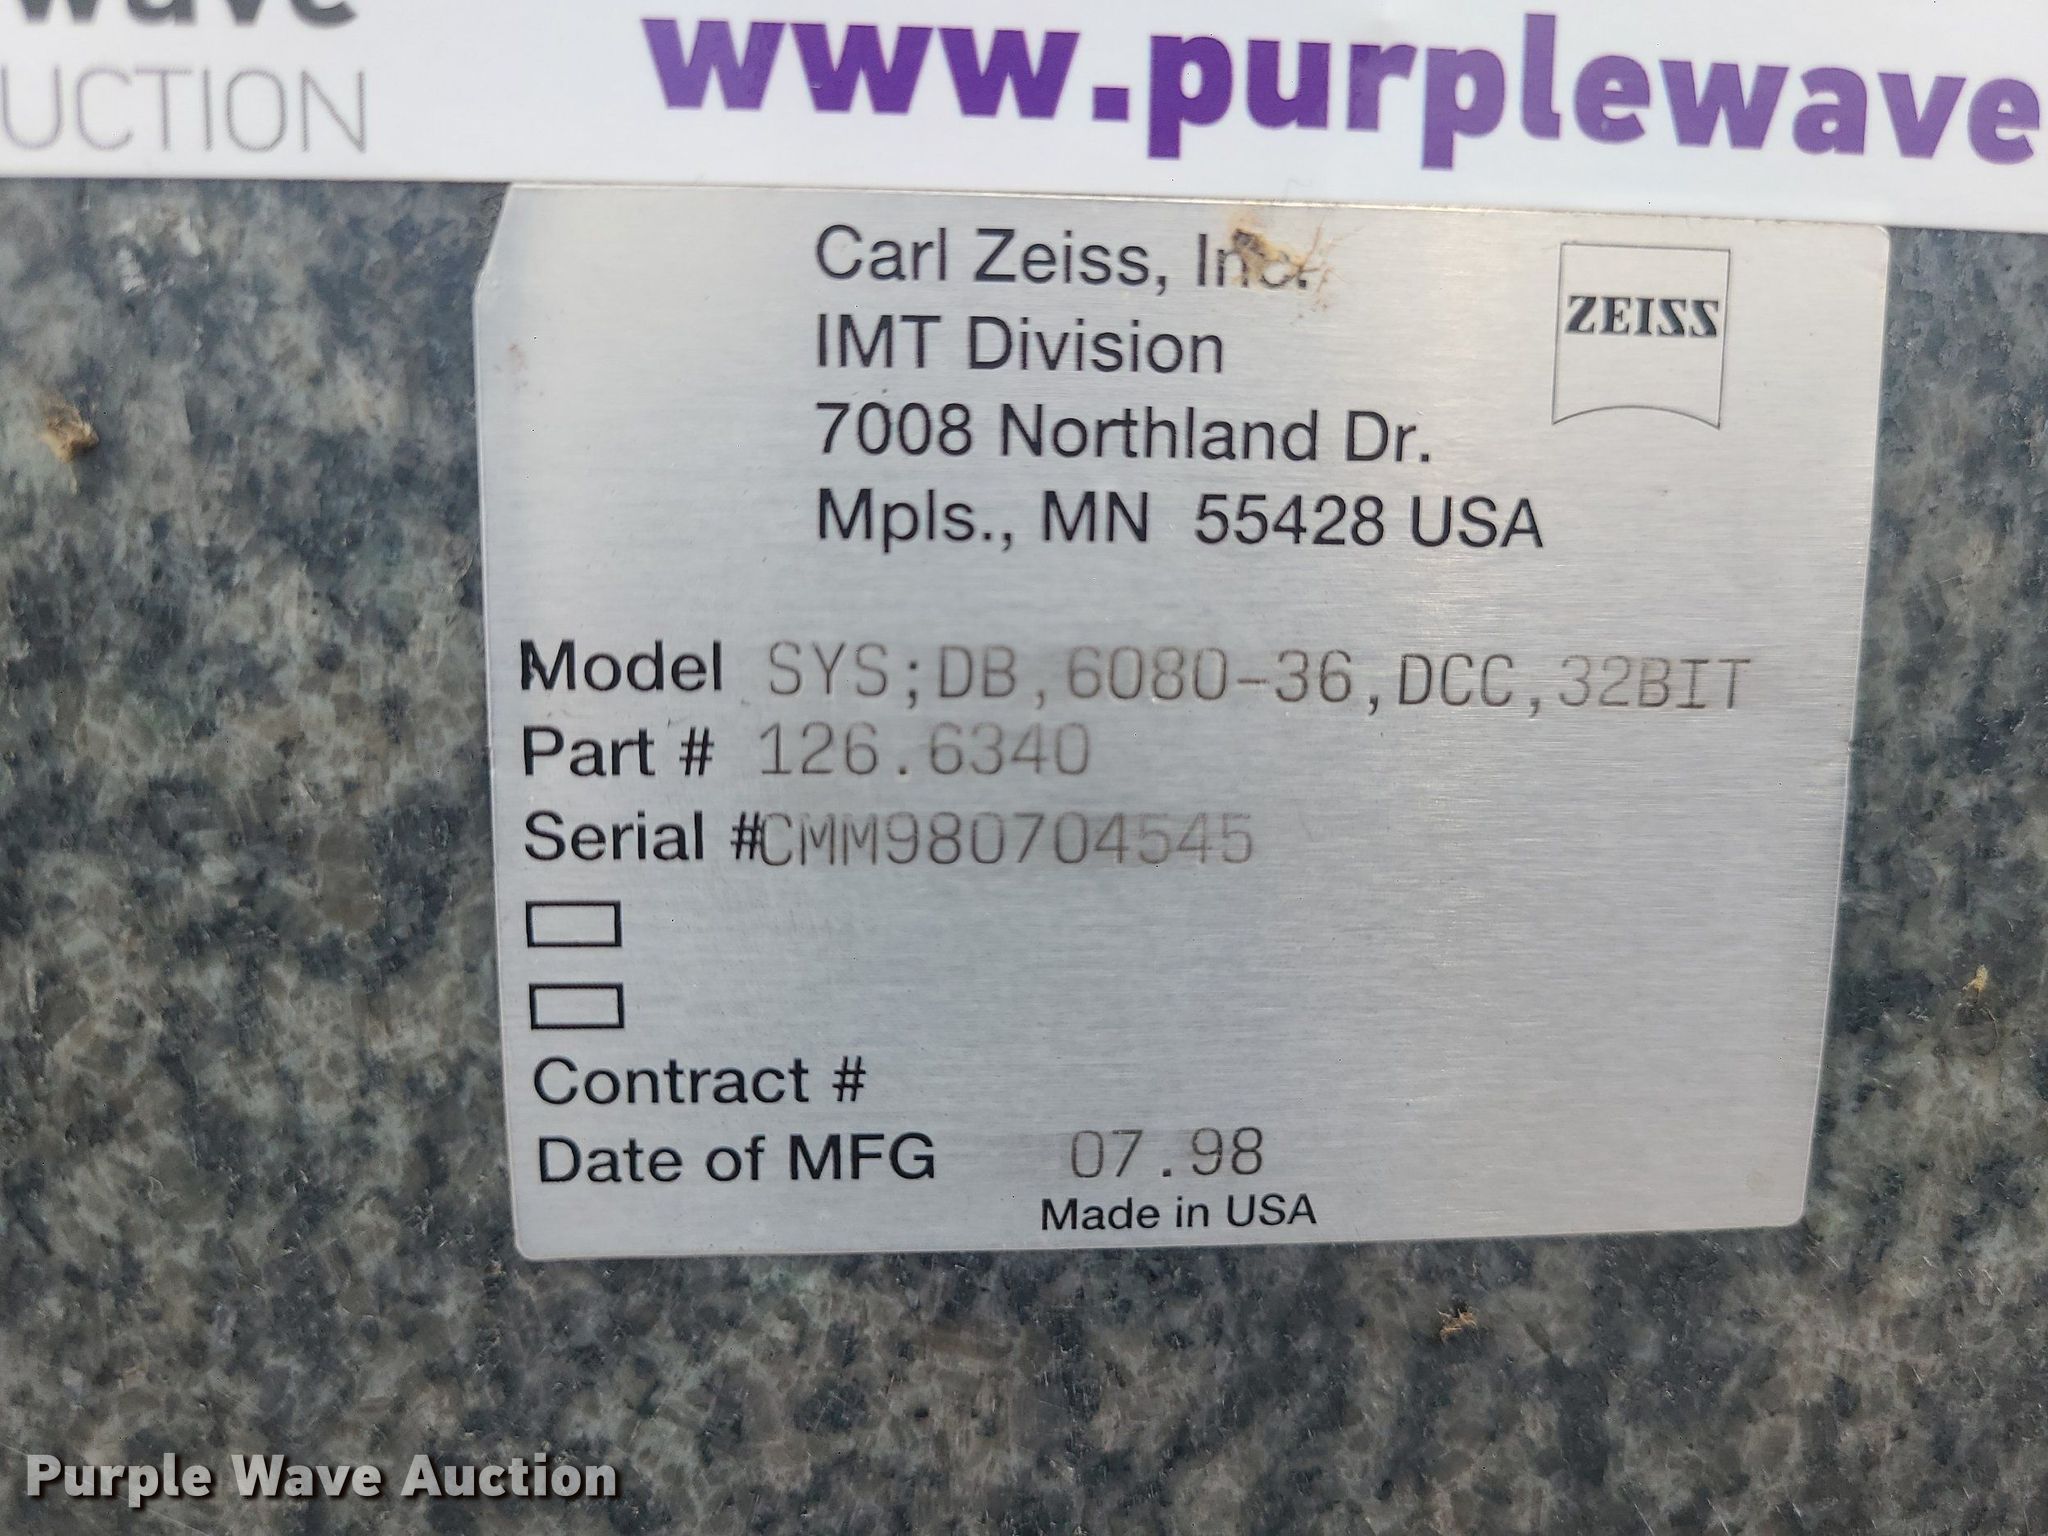 wave
UCTION
www.purplewave
Carl Zeiss, Inc.
IMT Division
7008 Northland Dr.
Mpls., MN 55428 USA
ZEISS
Model SYS;DB,6080-36,DCC,32BIT
Part # 126.6340
Serial #CMM980704545
Contract #
Date of MFG 07.98
Made in USA
Purple Wave Auction